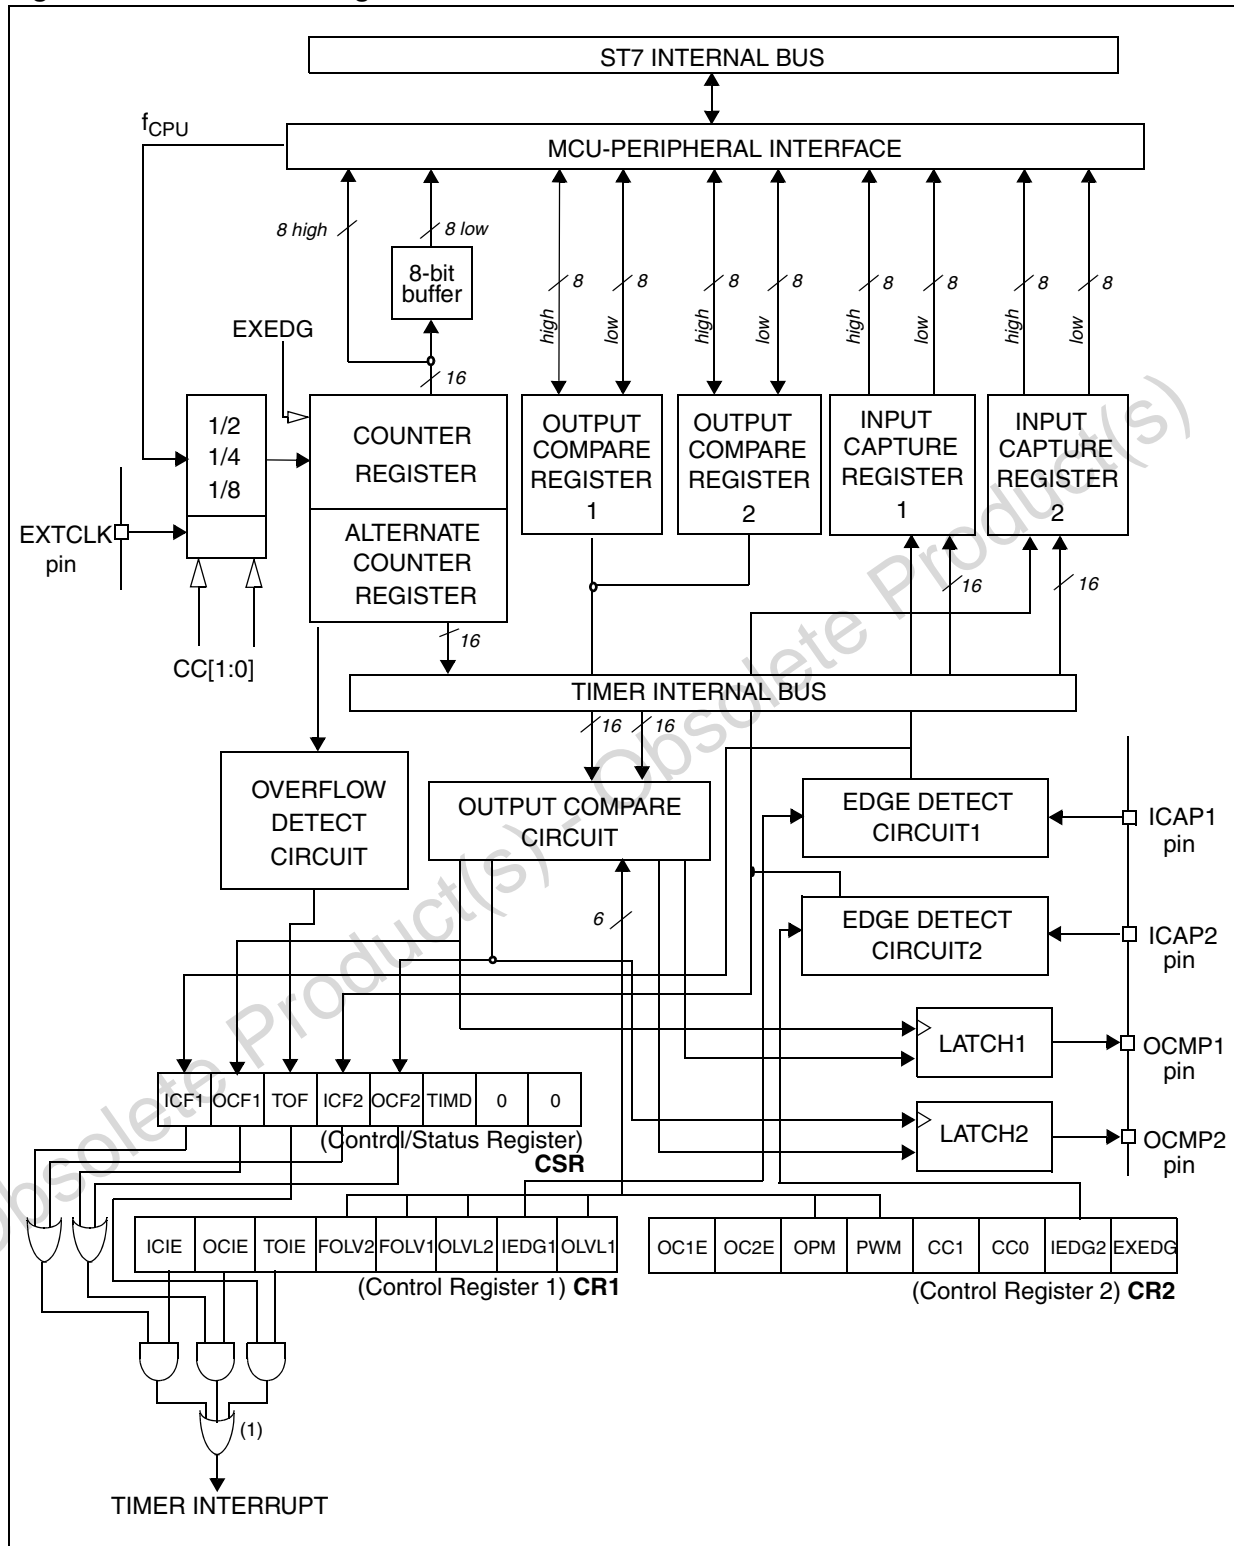 ST7 INTERNAL BUS
fCPU
MCU-PERIPHERAL INTERFACE
8 high
8 low
8-bit
buffer
8
8
8
8
8
8
8
8
high
low
high
low
high
low
high
low
EXEDG
16
1/2
1/4
1/8
COUNTER
REGISTER
OUTPUT
COMPARE
REGISTER
1
OUTPUT
COMPARE
REGISTER
2
INPUT
CAPTURE
REGISTER
1
INPUT
CAPTURE
REGISTER
2
EXTCLK
pin
ALTERNATE
COUNTER
REGISTER
16
16
16
CC[1:0]
TIMER INTERNAL BUS
16
16
OVERFLOW
DETECT
CIRCUIT
OUTPUT COMPARE
CIRCUIT
EDGE DETECT
CIRCUIT1
ICAP1
pin
6
EDGE DETECT
CIRCUIT2
ICAP2
pin
LATCH1
OCMP1
pin
LATCH2
OCMP2
pin
ICF1 OCF1 TOF ICF2 OCF2 TIMD 0 0
(Control/Status Register)
CSR
ICIE OCIE TOIE FOLV2 FOLV1 OLVL2 IEDG1 OLVL1
(Control Register 1) CR1
OC1E OC2E OPM PWM CC1 CC0 IEDG2 EXEDG
(Control Register 2) CR2
(1)
TIMER INTERRUPT
Obsolete Product(s) - Obsolete Product(s)